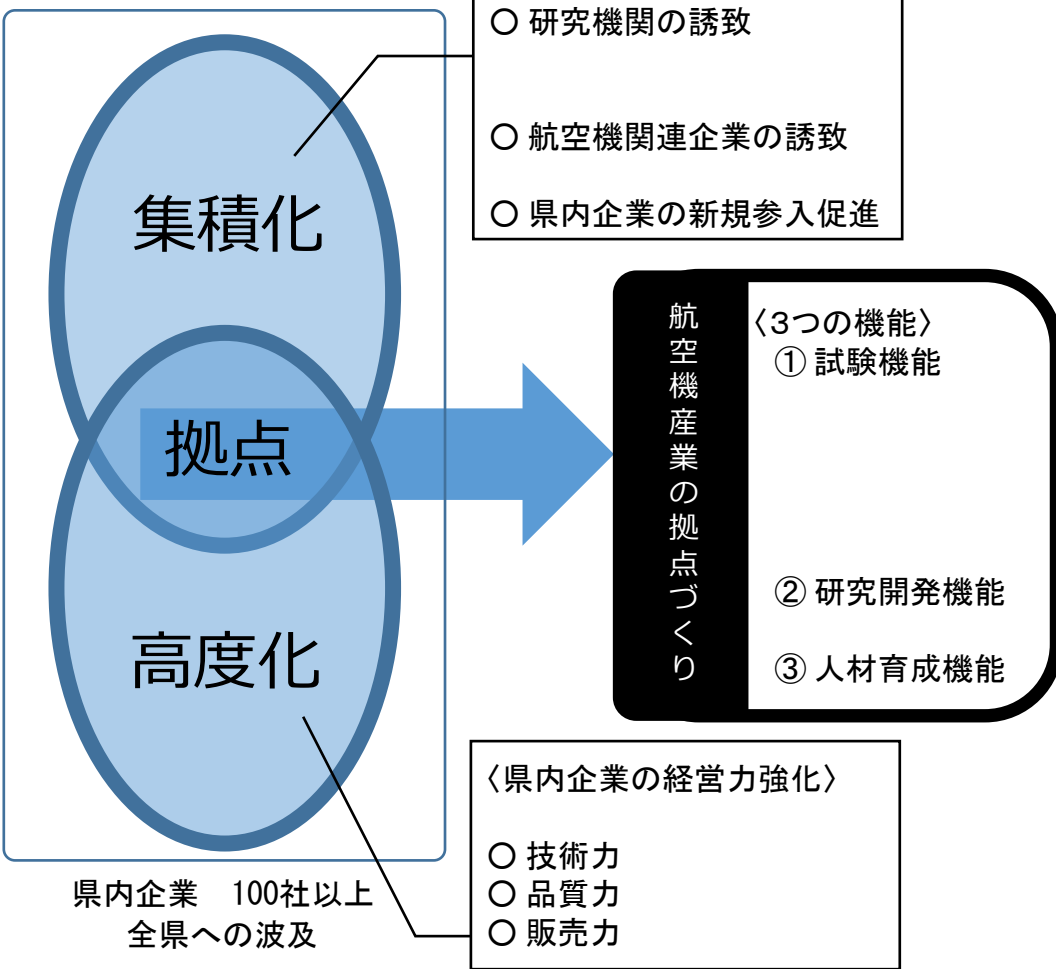 〇 研究機関の誘致
〇 航空機関連企業の誘致
〇 県内企業の新規参入促進
集積化
拠点
高度化
航空機産業の拠点づくり
〈3つの機能〉
① 試験機能
② 研究開発機能
③ 人材育成機能
〈県内企業の経営力強化〉
〇 技術力
〇 品質力
〇 販売力
県内企業　100社以上
全県への波及